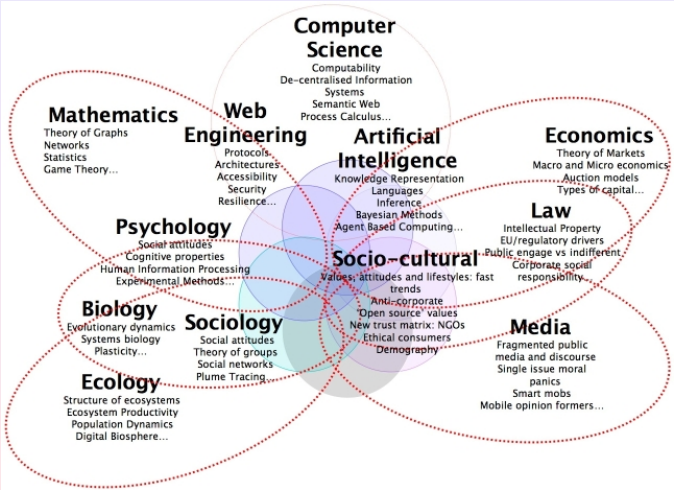 Computer
Science
Computability
De-centralised Information
Systems
Semantic Web
Process Calculus...
Mathematics
Theory of Graphs
Networks
Statistics
Game Theory...
Web
Engineering
Protocols
Architectures
Accessibility
Security
Resilience...
Artificial
Intelligence
Knowledge Representation
Languages
Inference
Bayesian Methods
Agent Based Computing...
Economics
Theory of Markets
Macro and Micro economics
Auction models
Types of capital...
Law
Intellectual Property
EU/regulatory drivers
Public engage vs indifferent
Corporate social
responsibility
Psychology
Social attitudes
Cognitive properties
Human Information Processing
Experimental Methods...
Socio-cultural
Values, attitudes and lifestyles: fast
trends
Anti-corporate
'Open source' values
New trust matrix: NGOs
Ethical consumers
Demography
Biology
Evolutionary dynamics
Systems biology
Plasticity...
Sociology
Social attitudes
Theory of groups
Social networks
Plume Tracing...
Media
Fragmented public
media and discourse
Single issue moral
panics
Smart mobs
Mobile opinion formers...
Ecology
Structure of ecosystems
Ecosystem Productivity
Population Dynamics
Digital Biosphere...